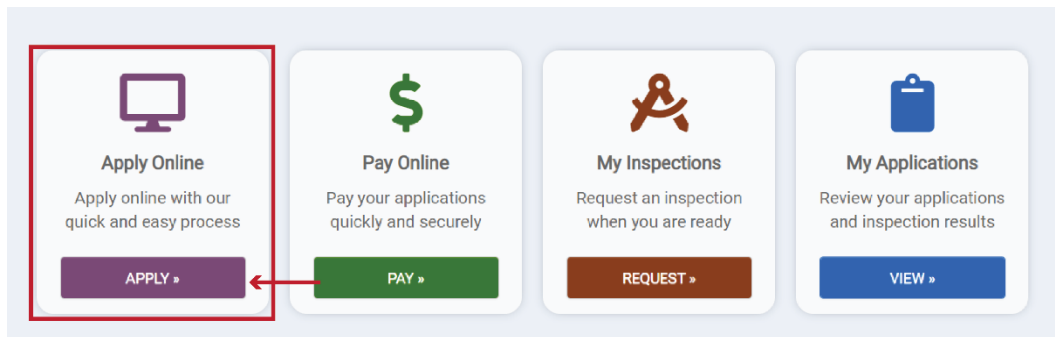 Apply Online
Apply online with our
quick and easy process
APPLY »
Pay Online
Pay your applications
quickly and securely
PAY »
My Inspections
Request an inspection
when you are ready
REQUEST »
My Applications
Review your applications
and inspection results
VIEW »